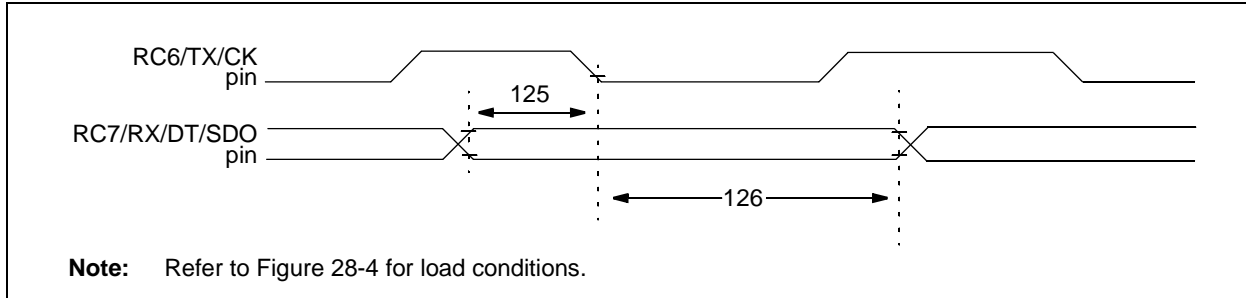 RC6/TX/CK
pin
125
RC7/RX/DT/SDO
pin
126
Note: Refer to Figure 28-4 for load conditions.